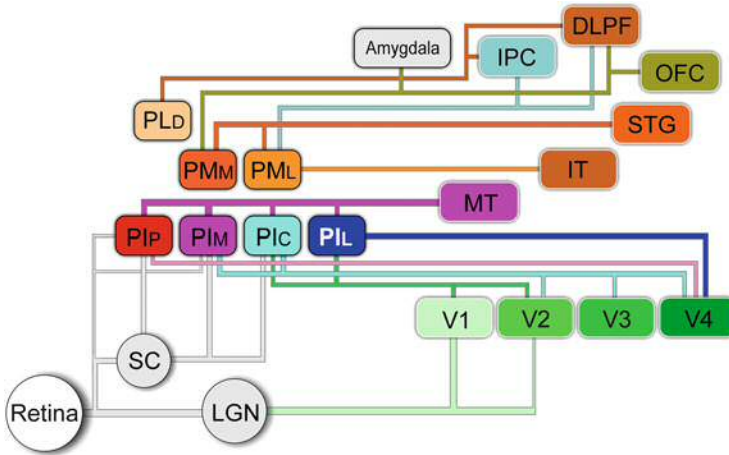 DLPF
Amygdala
IPC
OFC
PLD
STG
PMM
PML
IT
MT
PIP
PIM
PIC
PIL
V1
V2
V3
V4
SC
Retina
LGN